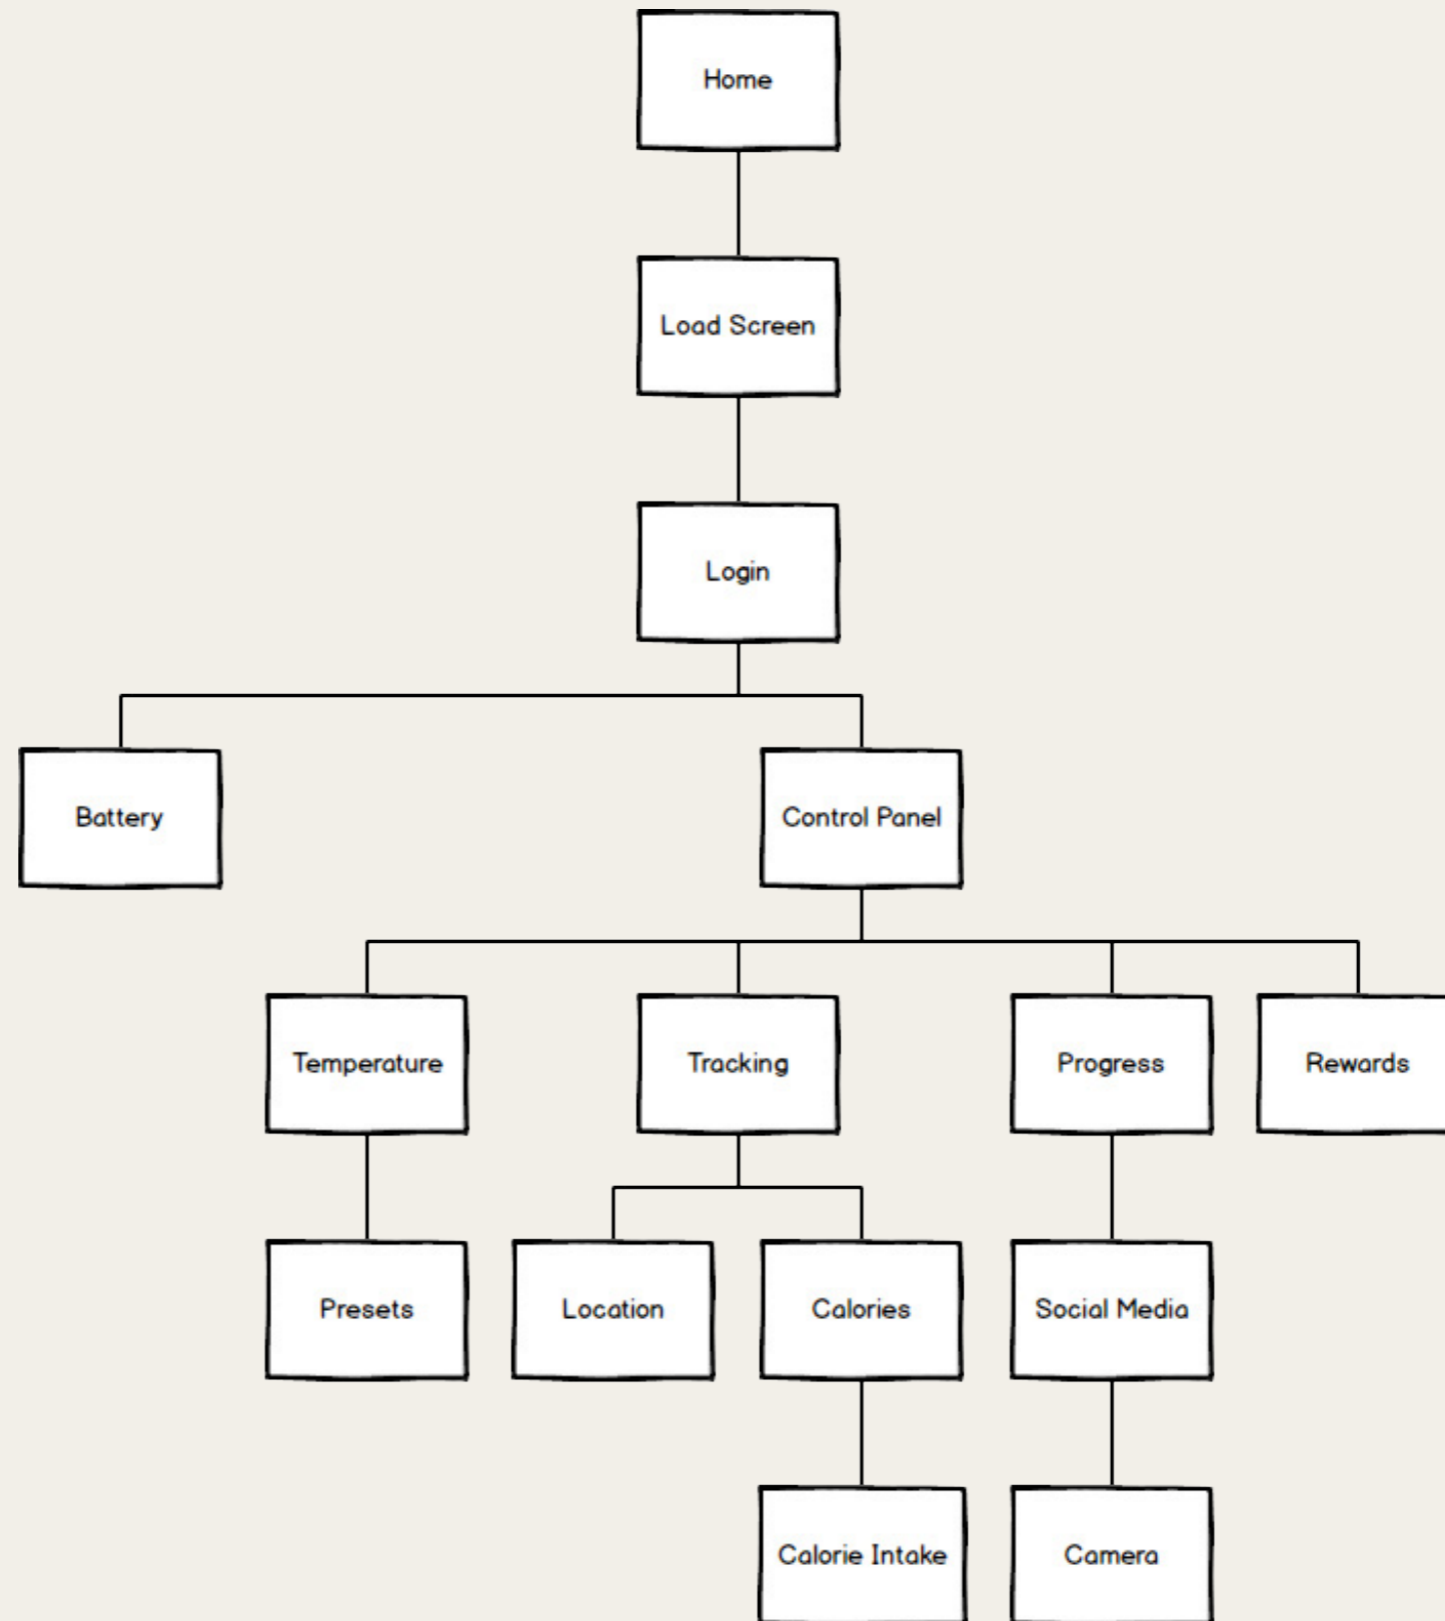 Home
Load Screen
Login
Battery
Control Panel
Temperature
Tracking
Progress
Rewards
Presets
Location
Calories
Social Media
Calorie Intake
Camera